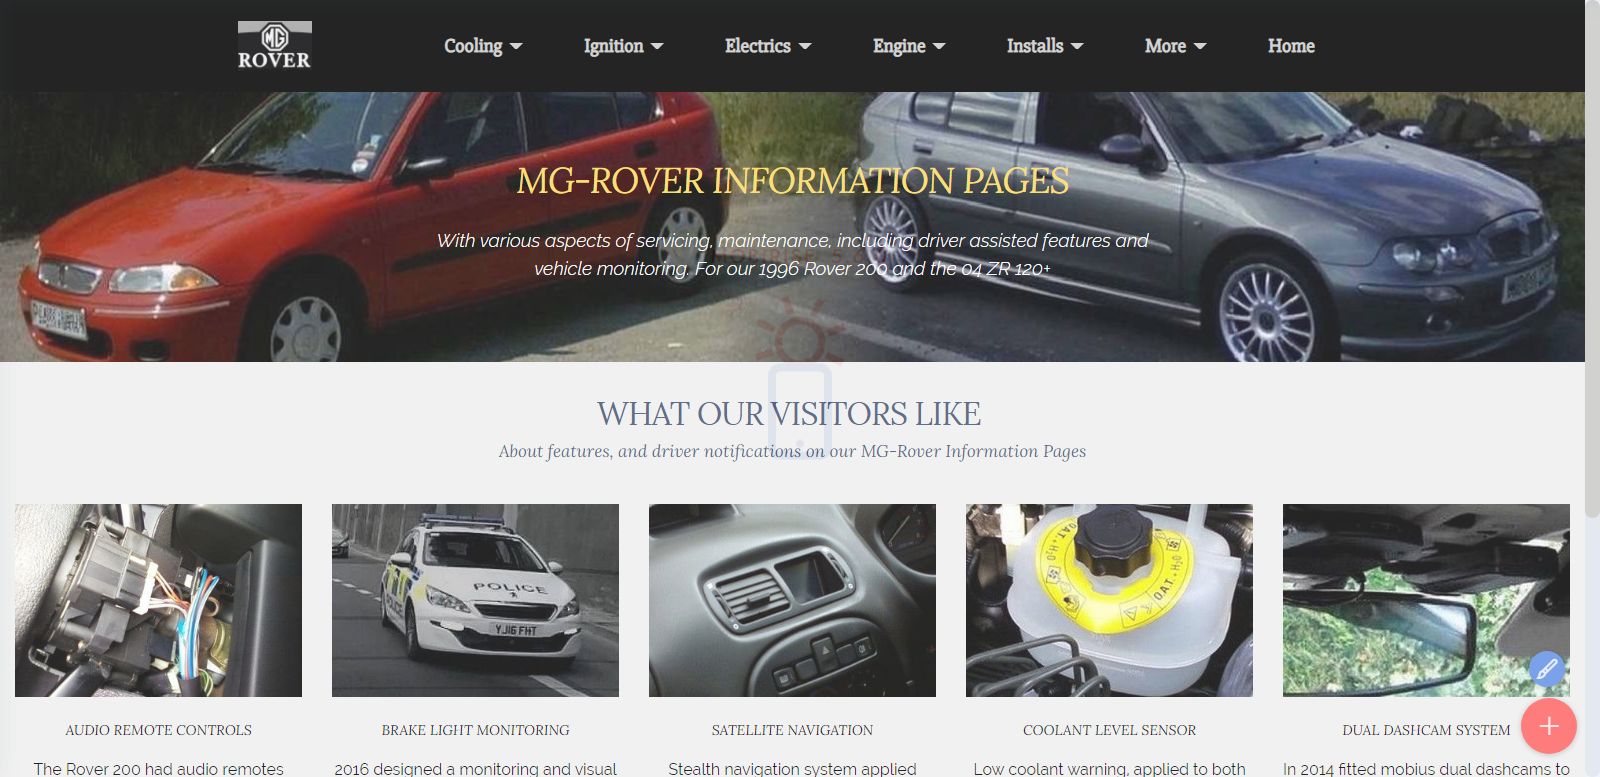 MG
ROVER
Cooling
Ignition
Electrics
Engine
Installs
More
Home
MG-ROVER INFORMATION PAGES
With various aspects of servicing, maintenance, including driver assisted features and
vehicle monitoring. For our 1996 Rover 200 and the 04 ZR 120+
WHAT OUR VISITORS LIKE
About features, and driver notifications on our MG-Rover Information Pages
POLICE
POLICE
YJ16 FHT
OAT. + H₂O
OAT. + H₂O
AUDIO REMOTE CONTROLS
BRAKE LIGHT MONITORING
SATELLITE NAVIGATION
COOLANT LEVEL SENSOR
DUAL DASHCAM SYSTEM
The Rover 200 had audio remotes
2016 designed a monitoring and visual
Stealth navigation system applied
Low coolant warning, applied to both
In 2014 fitted mobius dual dashcams to